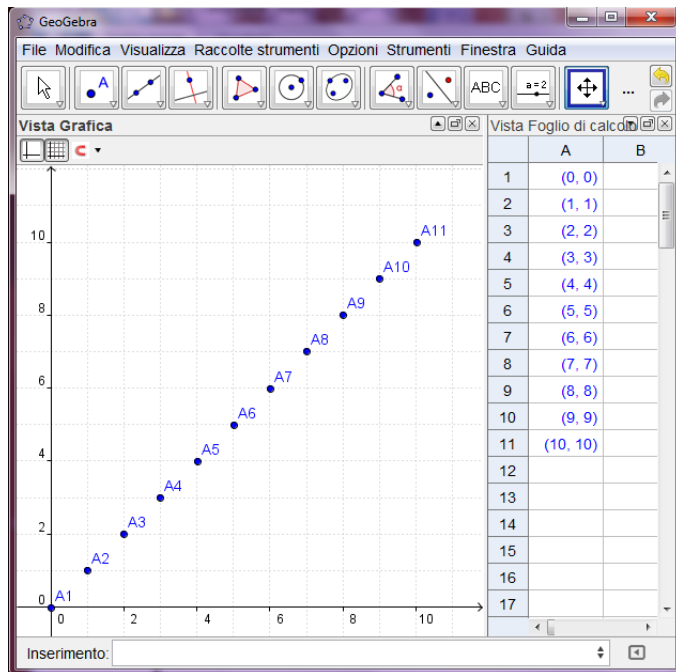 GeoGebra
File Modifica Visualizza Raccolte strumenti Opzioni Strumenti Finestra Guida
A α ABC a=2 ...
Vista Grafica
Vista Foglio di calcolo
A B
1 (0, 0)
2 (1, 1)
3 (2, 2)
4 (3, 3)
5 (4, 4)
6 (5, 5)
7 (6, 6)
8 (7, 7)
9 (8, 8)
10 (9, 9)
11 (10, 10)
12
13
14
15
16
17
A11
10
A10
A9
8
A8
A7
6
A6
A5
4
A4
A3
2
A2
A1
0
0 2 4 6 8 10
Inserimento: